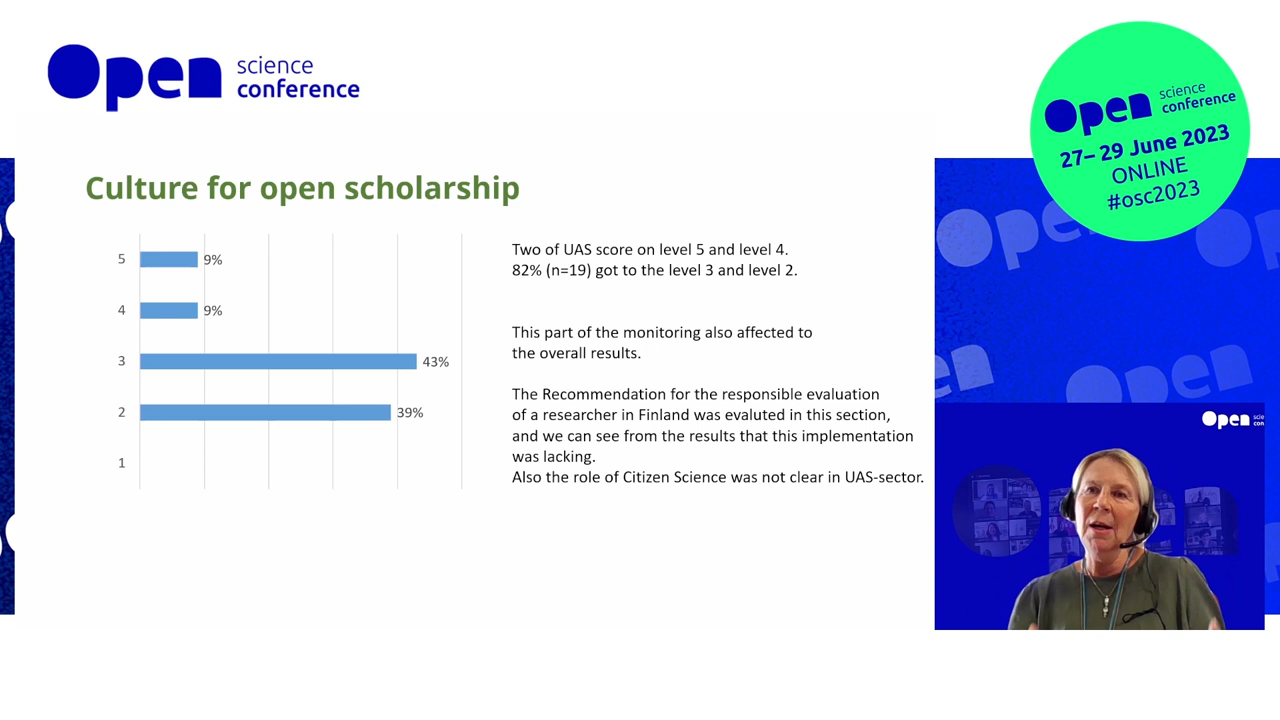 Open science
conference
Open science
conference
27– 29 June 2023
ONLINE
#osc2023
Culture for open scholarship
5 9%
4 9%
3 43%
2 39%
1
Two of UAS score on level 5 and level 4.
82% (n=19) got to the level 3 and level 2.
This part of the monitoring also affected to
the overall results.
The Recommendation for the responsible evaluation
of a researcher in Finland was evaluted in this section,
and we can see from the results that this implementation
was lacking.
Also the role of Citizen Science was not clear in UAS-sector.
Open
en
Open scie
con